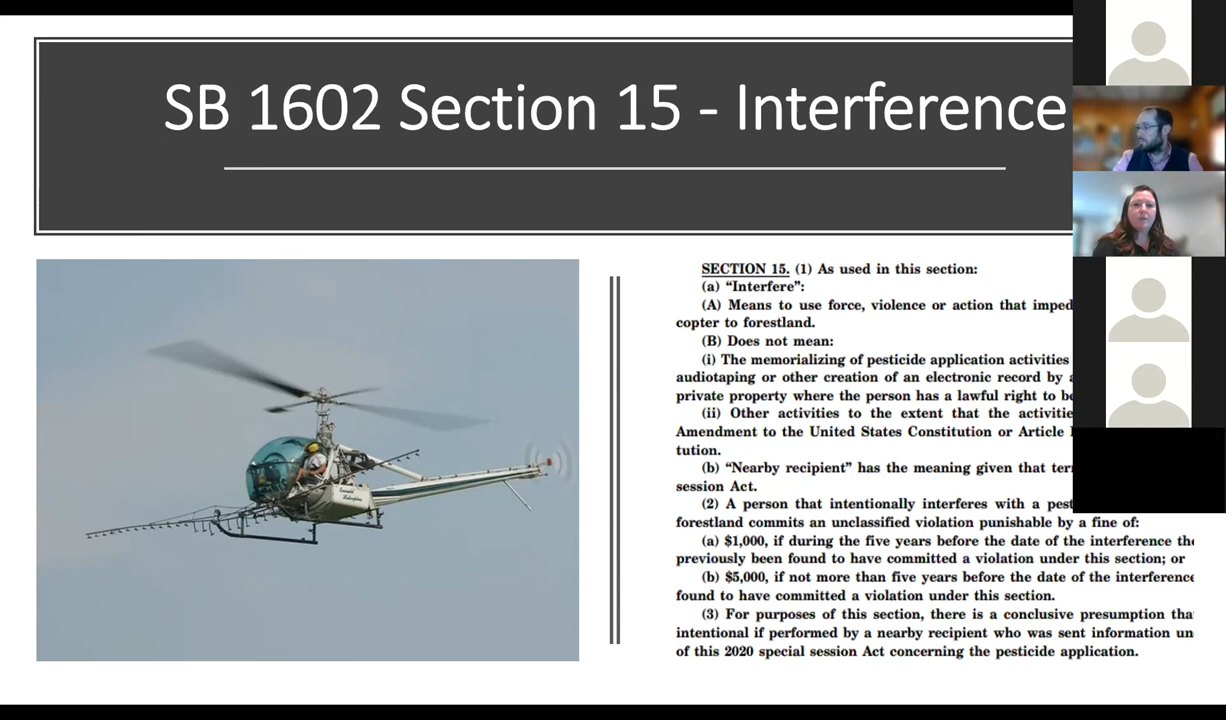 SB 1602 Section 15 - Interference
SECTION 15. (1) As used in this section:
(a) “Interfere”:
(A) Means to use force, violence or action that imped
copter to forestland.
(B) Does not mean:
(i) The memorializing of pesticide application activities
audiotaping or other creation of an electronic record by a
private property where the person has a lawful right to be
(ii) Other activities to the extent that the activitie
Amendment to the United States Constitution or Article
tution.
(b) “Nearby recipient” has the meaning given that ter
session Act.
(2) A person that intentionally interferes with a pest
forestland commits an unclassified violation punishable by a fine of:
(a) $1,000, if during the five years before the date of the interference the
previously been found to have committed a violation under this section; or
(b) $5,000, if not more than five years before the date of the interference
found to have committed a violation under this section.
(3) For purposes of this section, there is a conclusive presumption tha
intentional if performed by a nearby recipient who was sent information un
of this 2020 special session Act concerning the pesticide application.